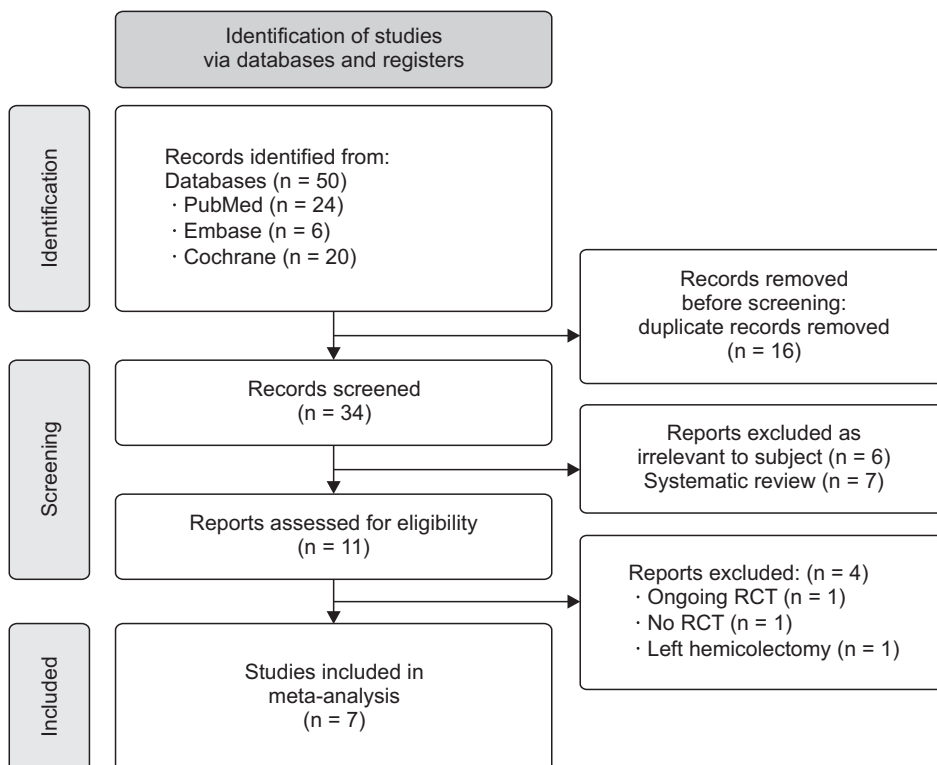 Identification of studies
via databases and registers
Identification
Records identified from:
Databases (n = 50)
· PubMed (n = 24)
· Embase (n = 6)
· Cochrane (n = 20)
Records removed
before screening:
duplicate records removed
(n = 16)
Screening
Records screened
(n = 34)
Reports excluded as
irrelevant to subject (n = 6)
Systematic review (n = 7)
Reports assessed for eligibility
(n = 11)
Reports excluded: (n = 4)
· Ongoing RCT (n = 1)
· No RCT (n = 1)
· Left hemicolectomy (n = 1)
Included
Studies included in
meta-analysis
(n = 7)